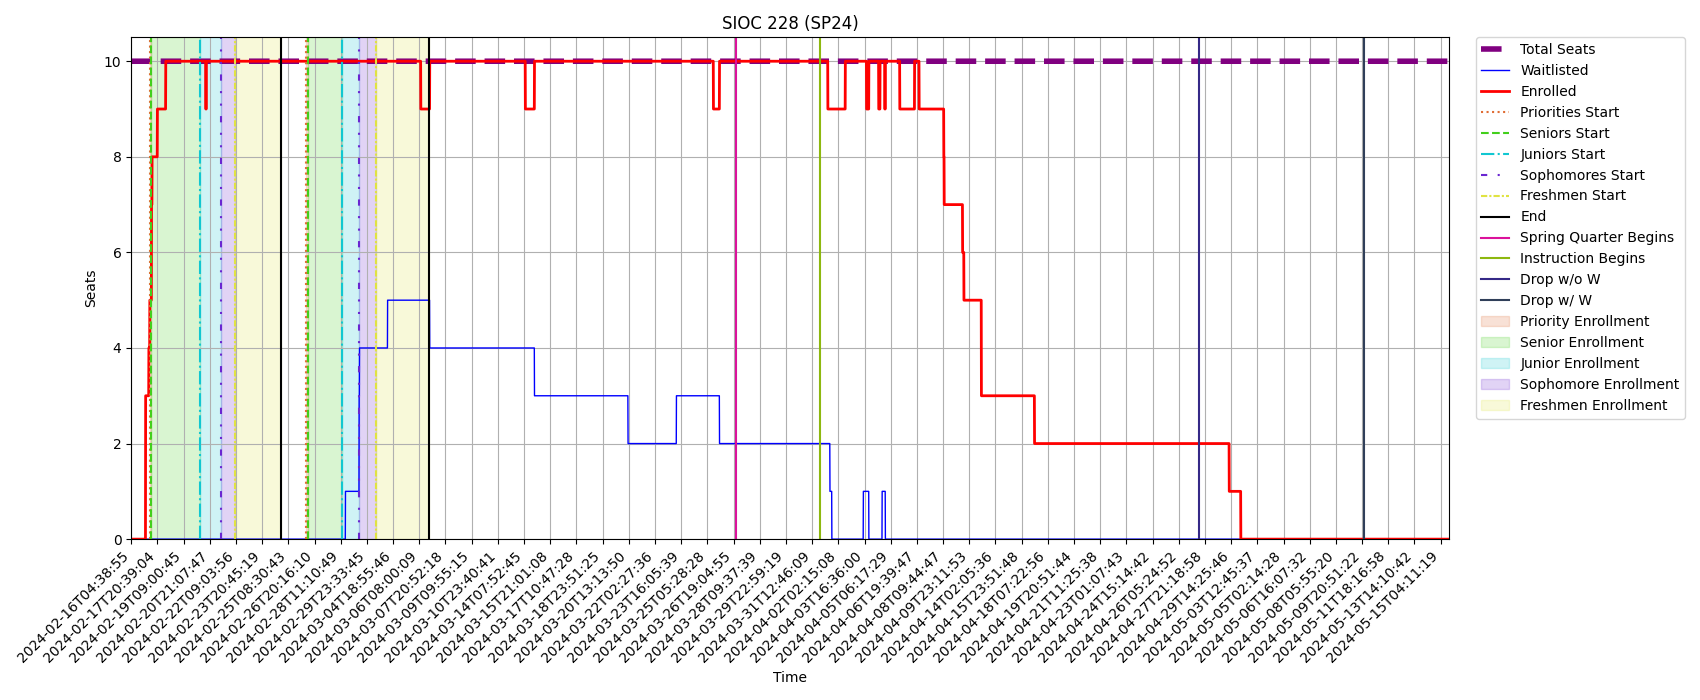 SIOC 228 (SP24)
Seats
10
8
6
4
2
0
2024-02-16T04:38:55
2024-02-17T20:39:04
2024-02-19T09:00:45
2024-02-20T21:07:47
2024-02-22T09:03:56
2024-02-23T20:45:19
2024-02-25T08:30:43
2024-02-26T20:16:10
2024-02-28T11:10:49
2024-02-29T23:33:45
2024-03-04T18:55:46
2024-03-06T08:00:09
2024-03-07T20:52:18
2024-03-09T09:55:15
2024-03-10T23:40:41
2024-03-14T07:52:45
2024-03-15T21:01:08
2024-03-17T10:47:28
2024-03-18T23:51:25
2024-03-20T13:13:50
2024-03-22T02:27:36
2024-03-23T16:05:39
2024-03-25T05:28:28
2024-03-26T19:04:55
2024-03-28T09:37:39
2024-03-29T22:59:19
2024-03-31T12:46:09
2024-04-02T02:15:08
2024-04-03T16:36:00
2024-04-05T06:17:29
2024-04-06T19:39:47
2024-04-08T09:44:47
2024-04-09T23:11:53
2024-04-14T02:05:36
2024-04-15T23:51:48
2024-04-18T07:22:56
2024-04-19T20:51:44
2024-04-21T11:25:38
2024-04-23T01:07:43
2024-04-24T15:14:42
2024-04-26T05:24:52
2024-04-27T21:18:58
2024-04-29T14:25:46
2024-05-03T12:45:37
2024-05-05T02:14:28
2024-05-06T16:07:32
2024-05-08T05:55:20
2024-05-09T20:51:22
2024-05-11T18:16:58
2024-05-13T14:10:42
2024-05-15T04:11:19
Time
Total Seats
Waitlisted
Enrolled
Priorities Start
Seniors Start
Juniors Start
Sophomores Start
Freshmen Start
End
Spring Quarter Begins
Instruction Begins
Drop w/o W
Drop w/ W
Priority Enrollment
Senior Enrollment
Junior Enrollment
Sophomore Enrollment
Freshmen Enrollment